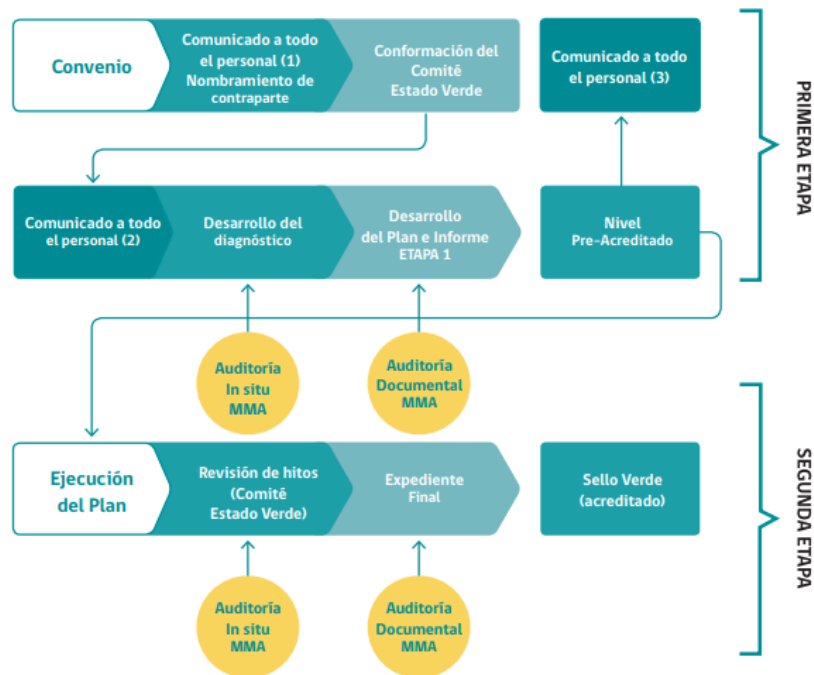 Convenio
Comunicado a todo
el personal (1)
Nombramiento de
contraparte
Conformación del
Comité
Estado Verde
Comunicado a todo
el personal (3)
PRIMERA ETAPA
Comunicado a todo
el personal (2)
Desarrollo del
diagnóstico
Desarrollo
del Plan e Informe
ETAPA 1
Nivel
Pre-Acreditado
Auditoría
In situ
MMA
Auditoría
Documental
MMA
Ejecución
del Plan
Revisión de hitos
(Comité
Estado Verde)
Expediente
Final
Sello Verde
(acreditado)
SEGUNDA ETAPA
Auditoría
In situ
MMA
Auditoría
Documental
MMA